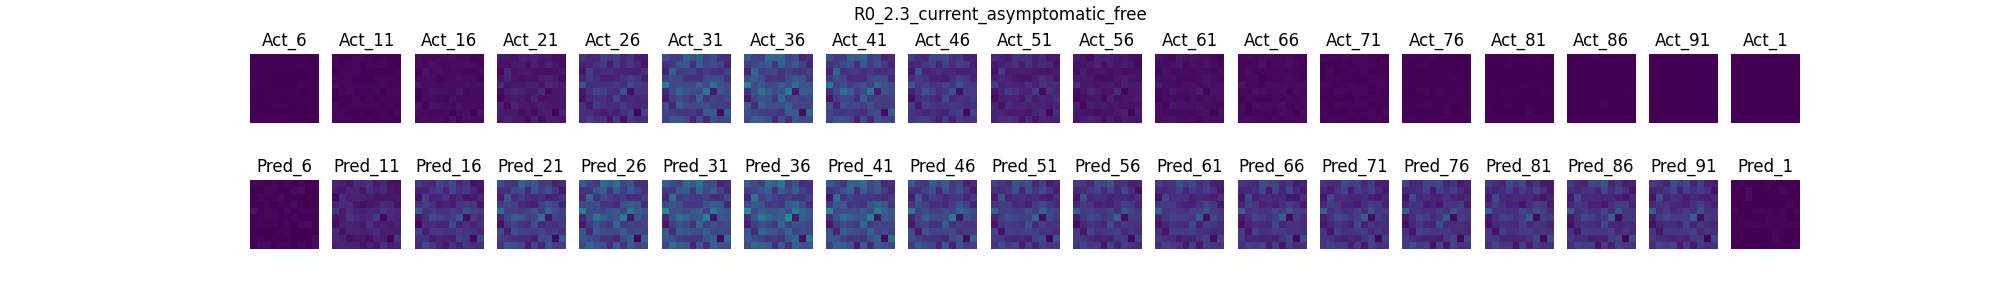 R0_2.3_current_asymptomatic_free
Act_6 Act_11 Act_16 Act_21 Act_26 Act_31 Act_36 Act_41 Act_46 Act_51 Act_56 Act_61 Act_66 Act_71 Act_76 Act_81 Act_86 Act_91 Act_1
Pred_6 Pred_11 Pred_16 Pred_21 Pred_26 Pred_31 Pred_36 Pred_41 Pred_46 Pred_51 Pred_56 Pred_61 Pred_66 Pred_71 Pred_76 Pred_81 Pred_86 Pred_91 Pred_1